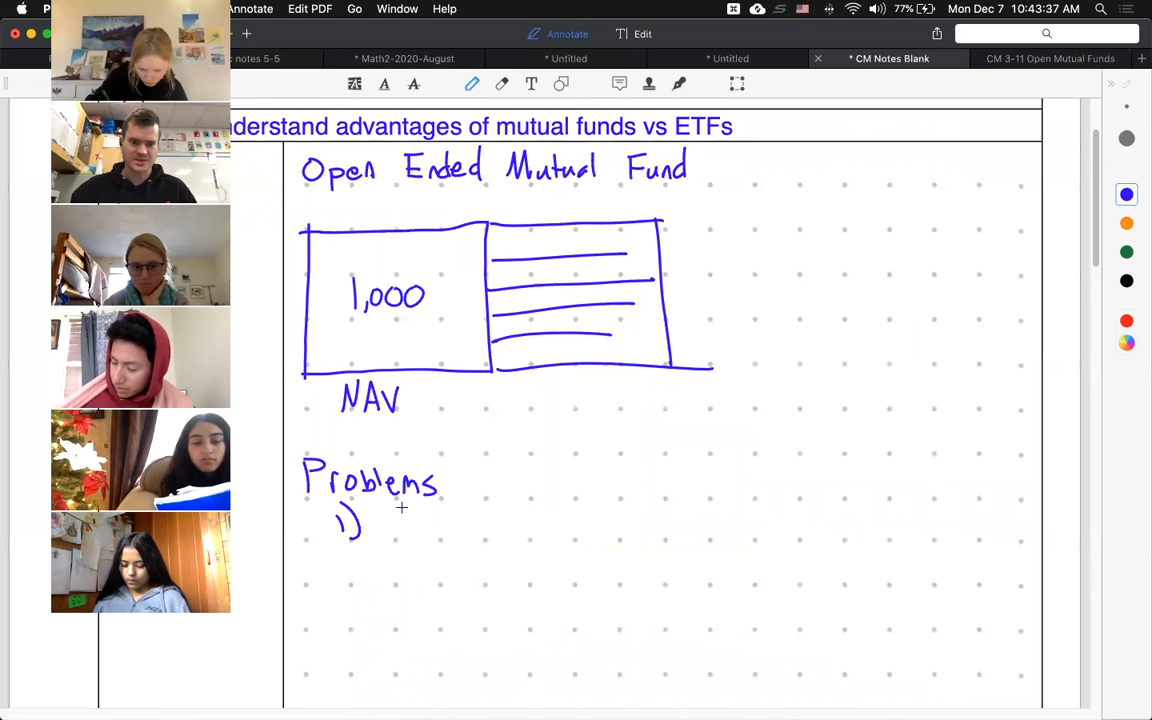 Annotate Edit PDF Go Window Help 77% Mon Dec 7 10:43:37 AM
Annotate Edit
c notes 5-5 * Math2-2020-August * Untitled * Untitled * CM Notes Blank CM 3-11 Open Mutual Funds
nderstand advantages of mutual funds vs ETFs
Open Ended Mutual Fund
1,000
NAV
Problems
1)